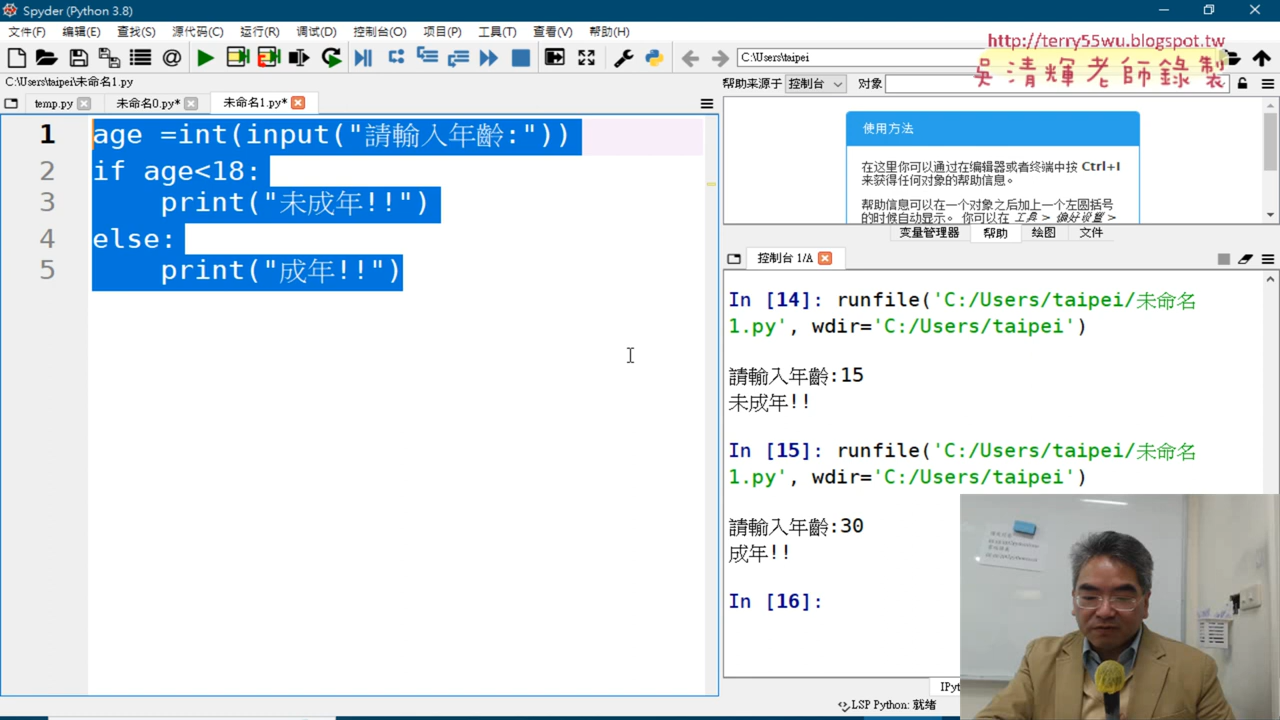 Spyder (Python 3.8)
文件(F) 编辑(E) 查找(S) 源代码(C) 运行(R) 调试(D) 控制台(O) 项目(P) 工具(T) 查看(V) 帮助(H)
http://terry55wu.blogspot.tw
吳清輝老師錄製
C:\Users\taipei
C:\Users\taipei\未命名1.py
帮助来源于 控制台 对象
temp.py 未命名0.py* 未命名1.py*
1 age =int(input("請輸入年齡:"))
2 if age<18:
3 print("未成年!!")
4 else:
5 print("成年!!")
使用方法
在这里你可以通过在编辑器或者终端中按 Ctrl+I
来获得任何对象的帮助信息。
帮助信息可以在一个对象之后加上一个左圆括号
的时候自动显示。 你可以在 工具 > 偏好设置 >
变量管理器 帮助 绘图 文件
控制台 1/A
In [14]: runfile('C:/Users/taipei/未命名
1.py', wdir='C:/Users/taipei')
請輸入年齡:15
未成年!!
In [15]: runfile('C:/Users/taipei/未命名
1.py', wdir='C:/Users/taipei')
請輸入年齡:30
成年!!
In [16]:
LSP Python: 就绪